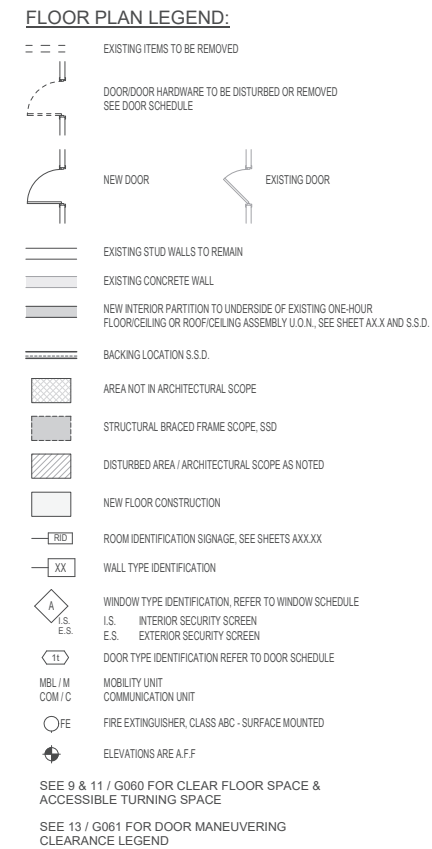 FLOOR PLAN LEGEND:
EXISTING ITEMS TO BE REMOVED
DOOR/DOOR HARDWARE TO BE DISTURBED OR REMOVED
SEE DOOR SCHEDULE
NEW DOOR
EXISTING DOOR
EXISTING STUD WALLS TO REMAIN
EXISTING CONCRETE WALL
NEW INTERIOR PARTITION TO UNDERSIDE OF EXISTING ONE-HOUR
FLOOR/CEILING OR ROOF/CEILING ASSEMBLY U.O.N., SEE SHEET AX.X AND S.S.D.
BACKING LOCATION S.S.D.
AREA NOT IN ARCHITECTURAL SCOPE
STRUCTURAL BRACED FRAME SCOPE, SSD
DISTURBED AREA / ARCHITECTURAL SCOPE AS NOTED
NEW FLOOR CONSTRUCTION
RID ROOM IDENTIFICATION SIGNAGE, SEE SHEETS AXX.XX
XX WALL TYPE IDENTIFICATION
A WINDOW TYPE IDENTIFICATION, REFER TO WINDOW SCHEDULE
I.S. I.S. INTERIOR SECURITY SCREEN
E.S. E.S. EXTERIOR SECURITY SCREEN
1t DOOR TYPE IDENTIFICATION REFER TO DOOR SCHEDULE
MBL / M MOBILITY UNIT
COM / C COMMUNICATION UNIT
FE FIRE EXTINGUISHER, CLASS ABC - SURFACE MOUNTED
ELEVATIONS ARE A.F.F
SEE 9 & 11 / G060 FOR CLEAR FLOOR SPACE &
ACCESSIBLE TURNING SPACE
SEE 13 / G061 FOR DOOR MANEUVERING
CLEARANCE LEGEND